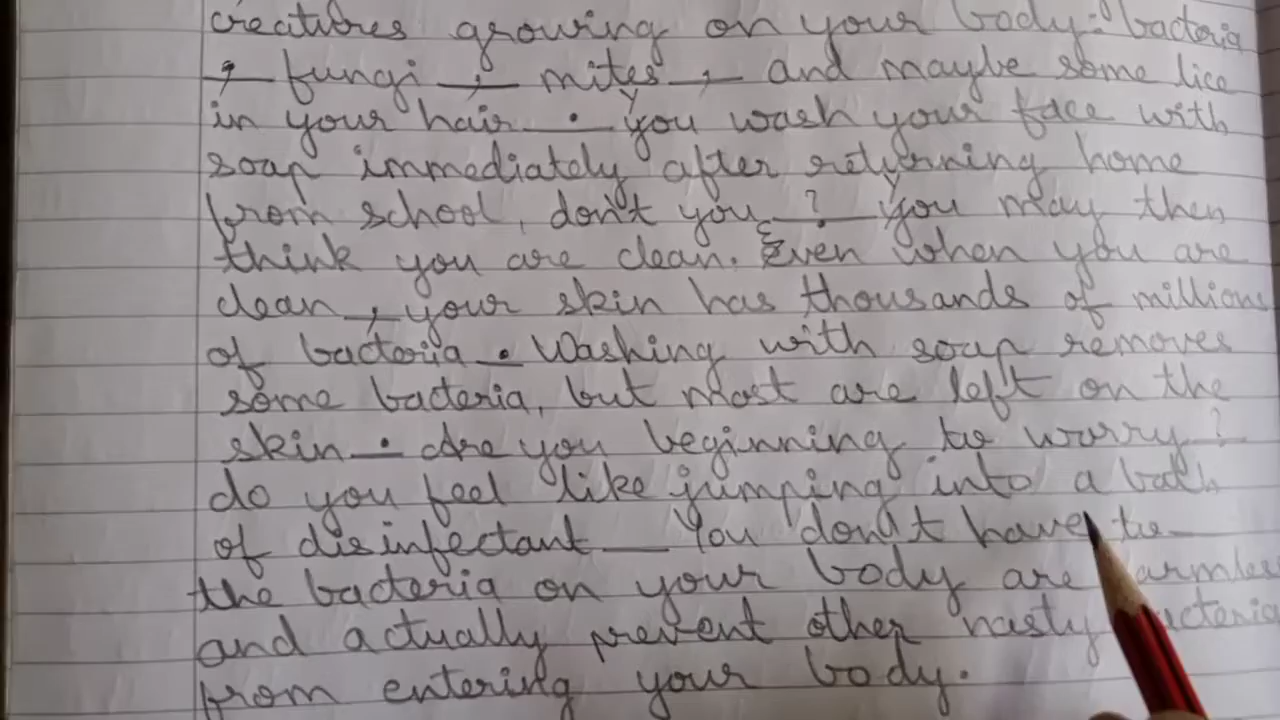 creatures growing on your body: bacteria
, fungi , mites , and maybe some lice
in your hair . You wash your face with
soap immediately after returning home
from school, don't you ? You may then
think you are clean. Even when you are
clean , your skin has thousands of millions
of bacteria . Washing with soap removes
some bacteria, but most are left on the
skin . Are you beginning to worry ?
do you feel like jumping into a bath
of disinfectant __ You don't have to
the bacteria on your body are
and actually prevent other nasty
from entering your body.